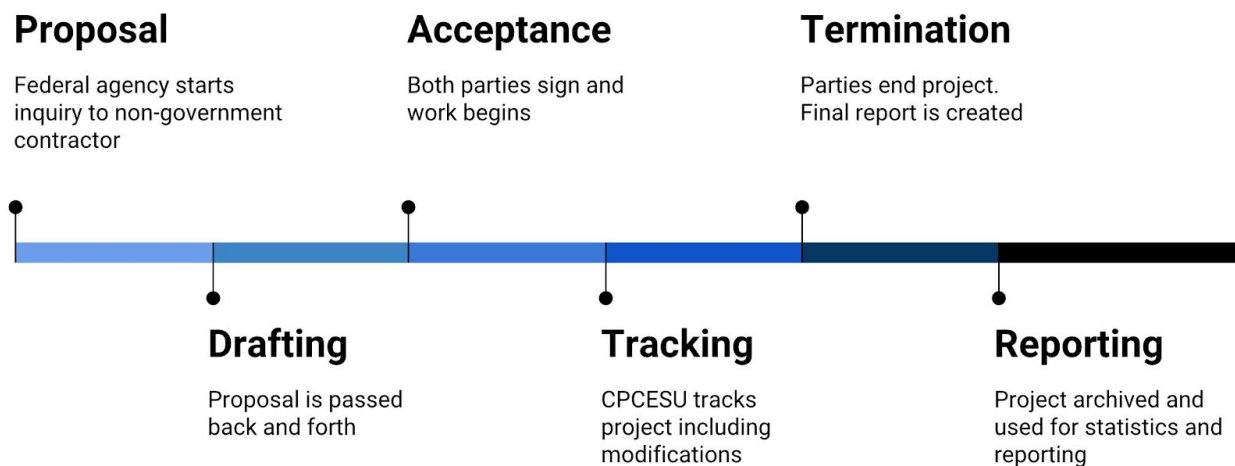 Proposal
Federal agency starts
inquiry to non-government
contractor
Drafting
Proposal is passed
back and forth
Acceptance
Both parties sign and
work begins
Tracking
CPCESU tracks
project including
modifications
Termination
Parties end project.
Final report is created
Reporting
Project archived and
used for statistics and
reporting